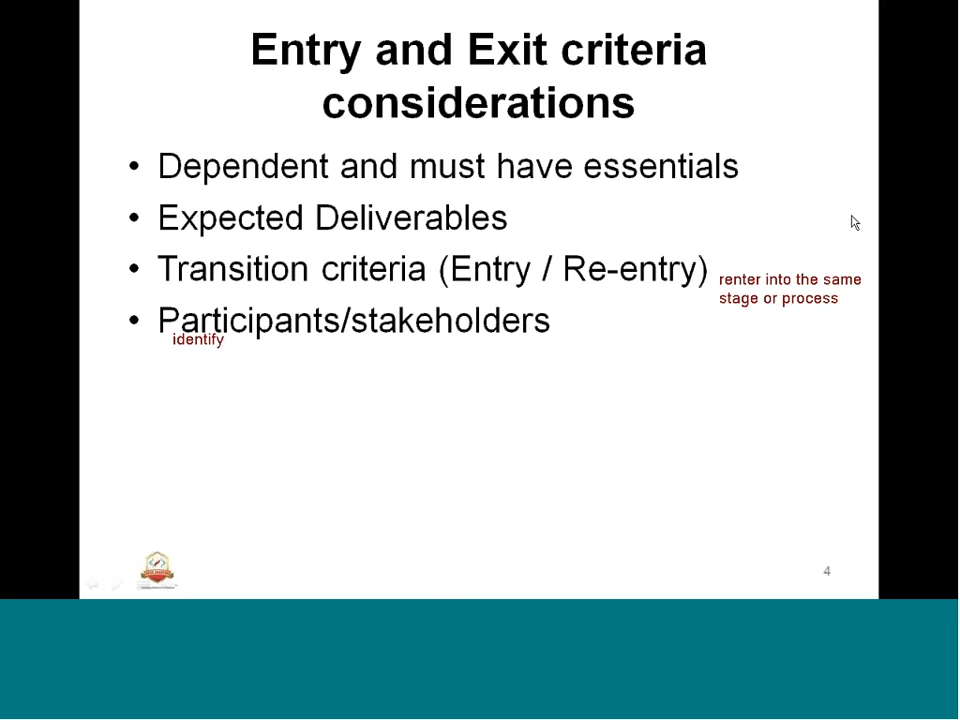 Entry and Exit criteria
considerations
• Dependent and must have essentials
• Expected Deliverables
• Transition criteria (Entry / Re-entry)
renter into the same
stage or process
• Participants/stakeholders
identify
4